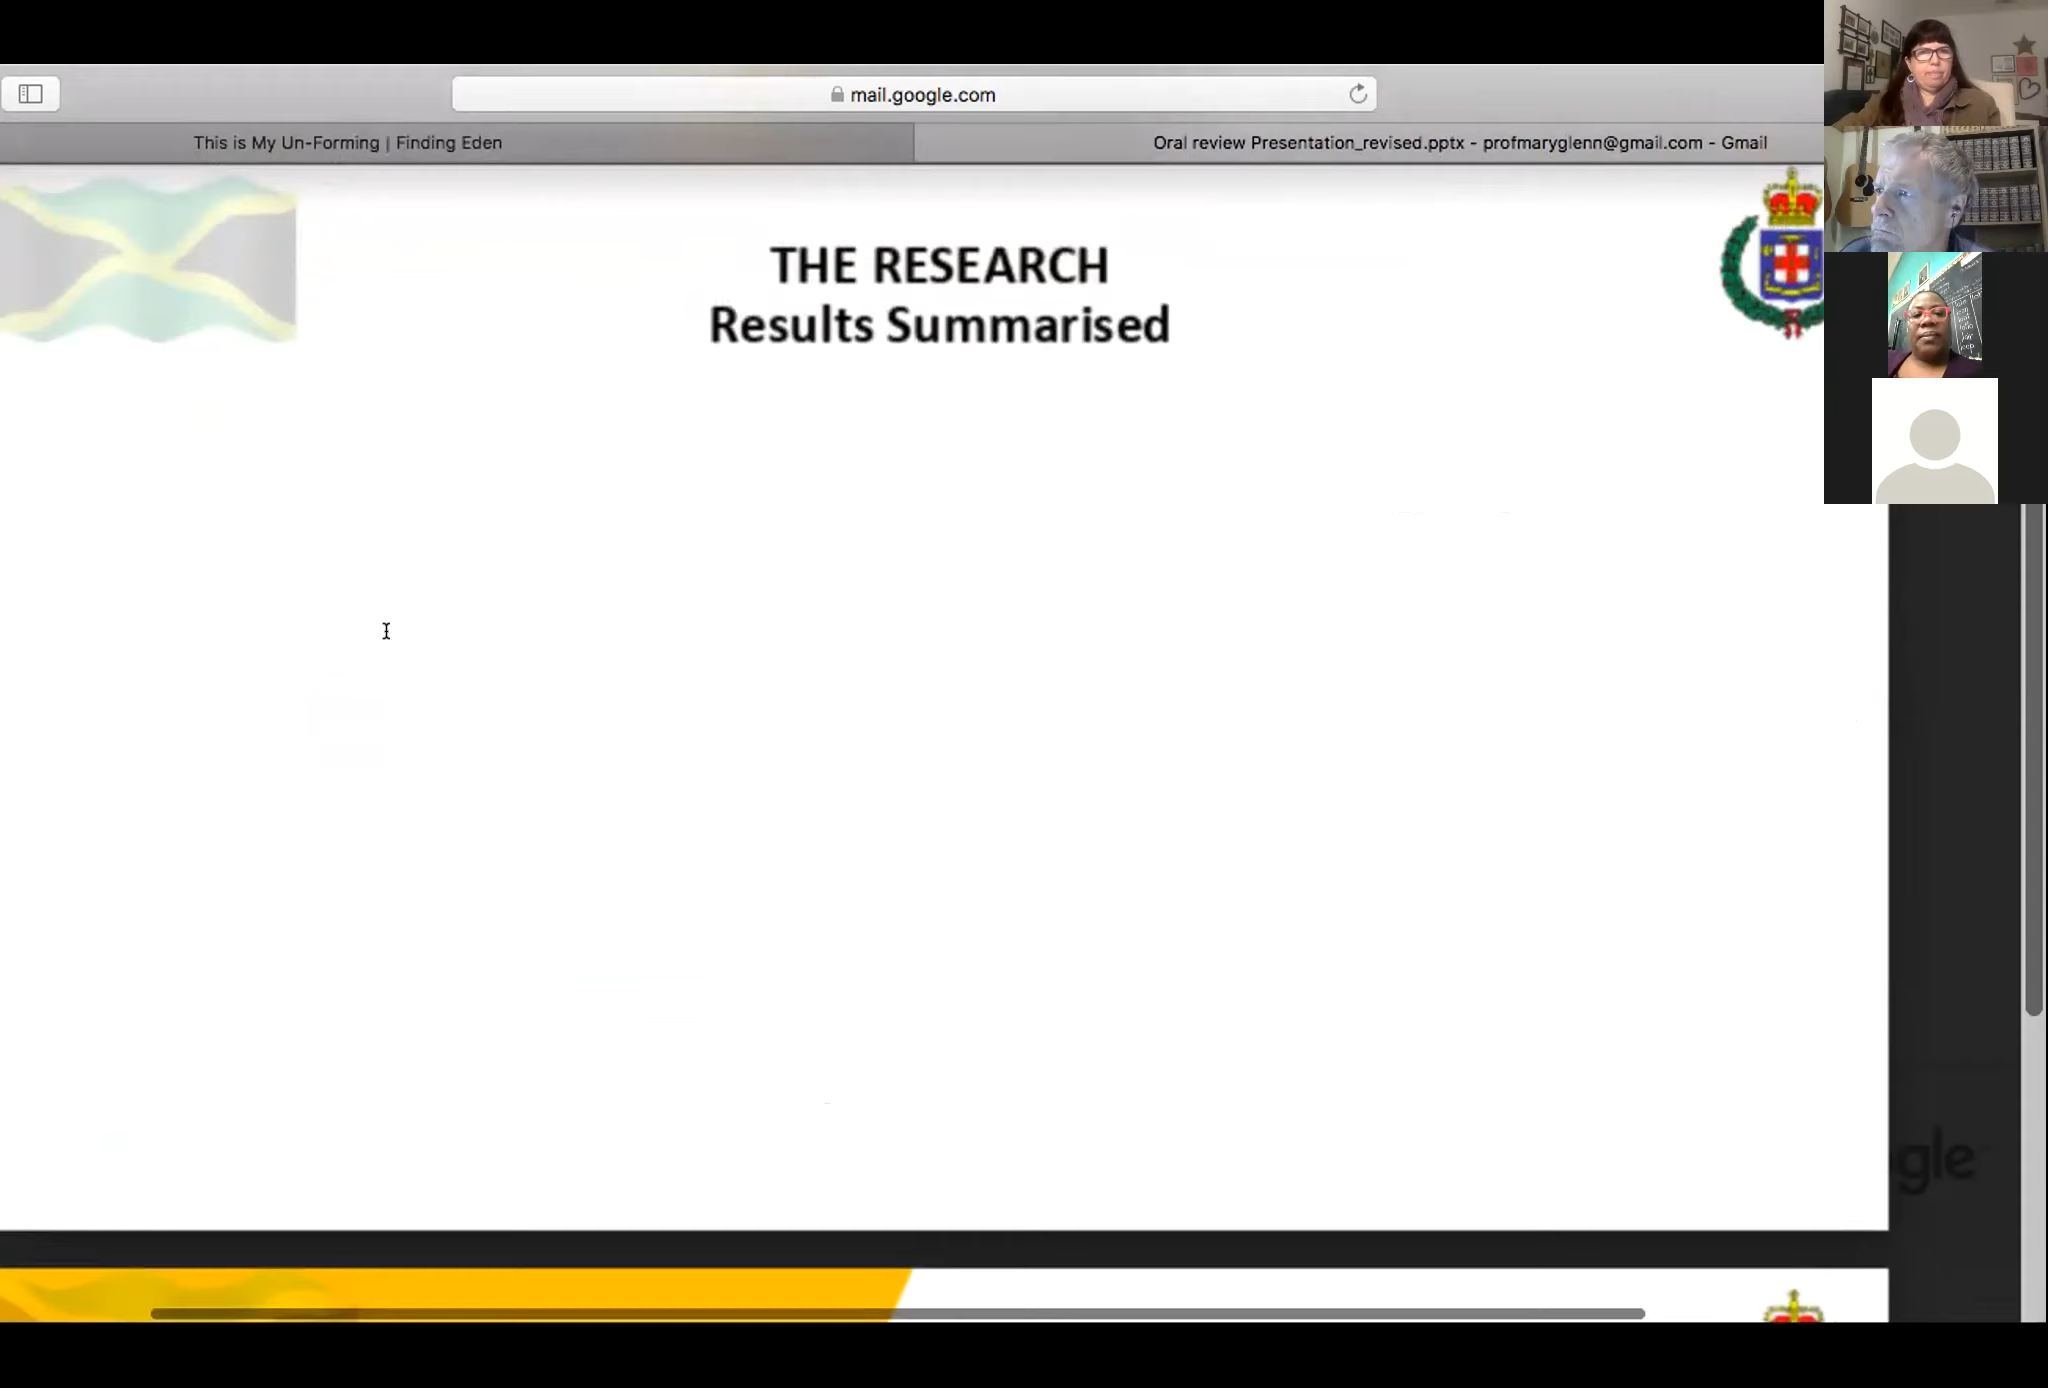 mail.google.com
This is My Un-Forming | Finding Eden
Oral review Presentation_revised.pptx - profmaryglenn@gmail.com - Gmail
THE RESEARCH
Results Summarised
gle